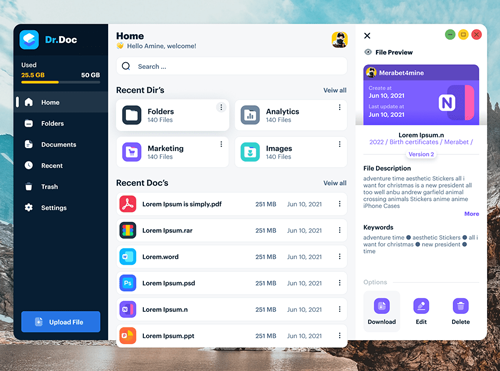 Dr.Doc
Used
25.5 GB
50 GB
Home
Folders
Documents
Recent
Trash
Settings
Upload File
Home
Hello Amine, welcome!
Search ...
Recent Dir's
Veiw all
Folders
140 Files
Analytics
140 Files
Marketing
140 Files
Images
140 Files
Recent Doc's
Veiw all
Lorem Ipsum is simply.pdf 251 MB Jun 10, 2021
Lorem Ipsum.rar 251 MB Jun 10, 2021
Lorem.word 251 MB Jun 10, 2021
Ps Lorem Ipsum.psd 251 MB Jun 10, 2021
N Lorem Ipsum.n 251 MB Jun 10, 2021
Lorem Ipsum.ppt 251 MB Jun 10, 2021
File Preview
Merabet4mine
Create at
Jun 10, 2021
Last update at
Jun 10, 2021
N
Lorem Ipsum.n
2022 / Birth certificates / Merabet /
Version 2
File Description
adventure time aesthetic Stickers all i
want for christmas is a new president all
too well anbu andrew garfield animal
crossing animals Stickers anime anime
iPhone Cases
More
Keywords
adventure time ● aesthetic Stickers ● all i
want for christmas ● new president ●
time
Options
Download
Edit
Delete